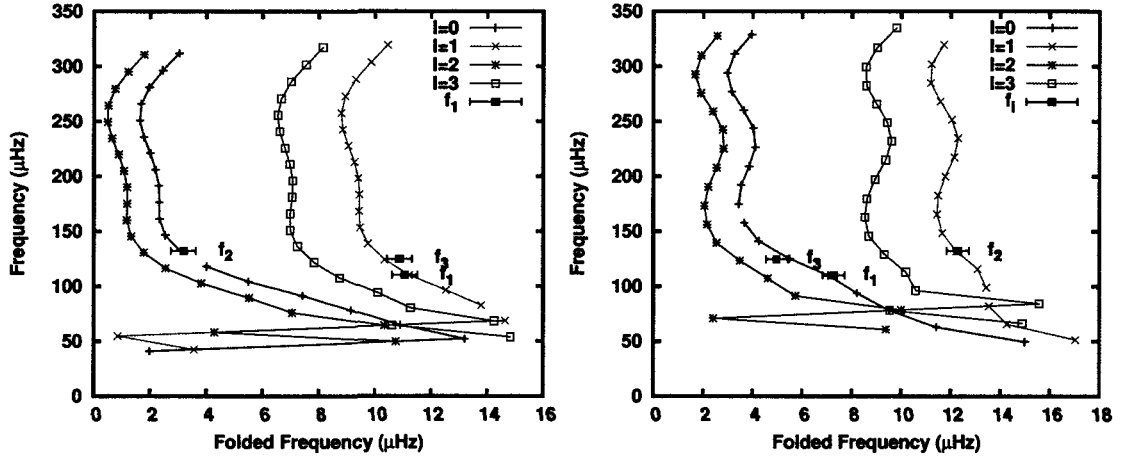 350
300
250
200
150
100
50
0
Frequency (μHz)
0 2 4 6 8 10 12 14 16
Folded Frequency (μHz)
l=0
l=1
l=2
l=3
f1
f2
f3
f1
350
300
250
200
150
100
50
0
Frequency (μHz)
0 2 4 6 8 10 12 14 16 18
Folded Frequency (μHz)
l=0
l=1
l=2
l=3
fl
f2
f3
f1